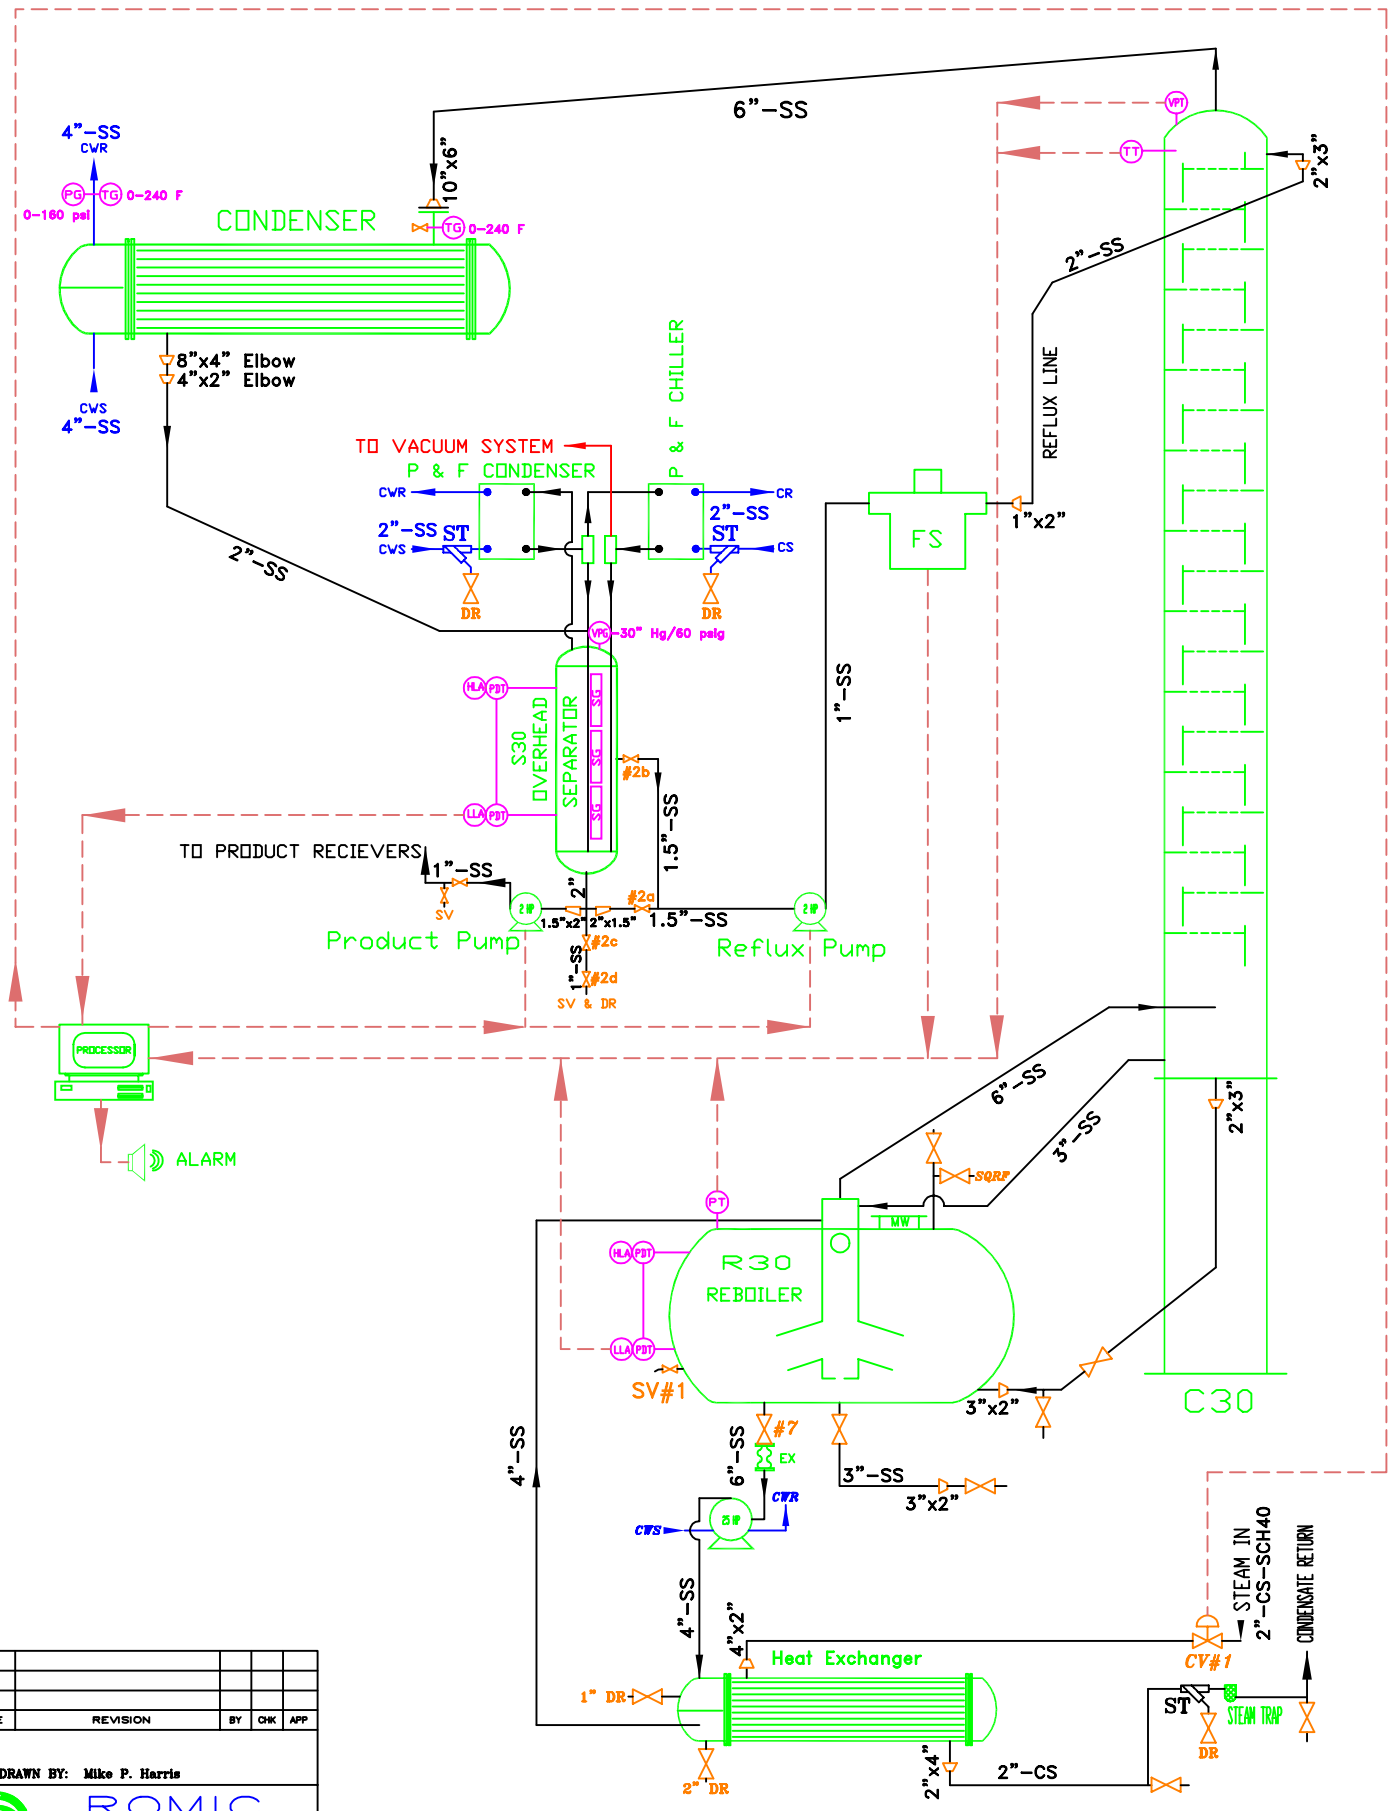 6”-SS
4”-SS
CWR
PG
TG
0-240 F
0-160 psi
CONDENSER
10”x6”
TG
0-240 F
VPT
TT
2”x3”
2”-SS
8”x4” Elbow
4”x2” Elbow
CWS
4”-SS
P & F CHILLER
REFLUX LINE
TO VACUUM SYSTEM
P & F CONDENSER
CWR
CR
2”-SS
ST
2”-SS
ST
CWS
CS
DR
DR
1”x2”
FS
2”-SS
VPG
-30” Hg/60 psig
HLA
PDT
S30
OVERHEAD
SEPARATOR
SG
SG
SG
#2b
1”-SS
1.5”-SS
LLA
PDT
TO PRODUCT RECIEVERS
1”-SS
2”
#2a
SV
2 HP
1.5”x2”
2”x1.5”
1.5”-SS
2 HP
Product Pump
Reflux Pump
#2c
1”-SS
#2d
SV & DR
PROCESSOR
6”-SS
3”-SS
2”x3”
ALARM
SQRF
PT
MW
HLA
PDT
R30
REBOILER
LLA
PDT
SV#1
3”x2”
C30
#7
4”-SS
6”-SS
EX
3”-SS
3”x2”
CWR
CWS
25 HP
STEAM IN
2”-CS-SCH40
CONDENSATE RETURN
4”-SS
4”x2”
Heat Exchanger
CV#1
1” DR
ST
STEAM TRAP
DR
2”x4”
2”-CS
2” DR
E
REVISION
BY
CHK
APP
DRAWN BY: Mike P. Harris
ROMIC